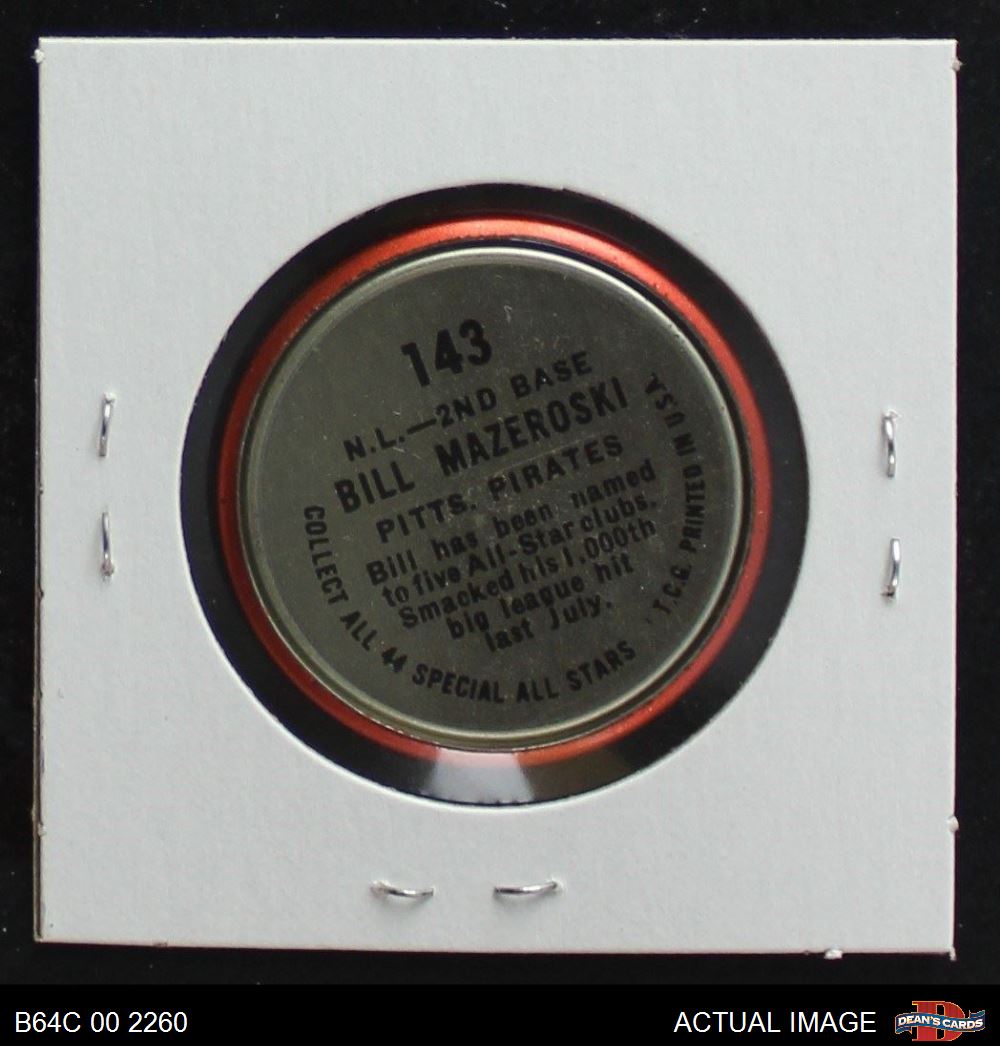 143
N.L.—2ND BASE
BILL MAZEROSKI
PITTS. PIRATES
Bill has been named
to five All-Star clubs.
Smacked his 1,000th
big league hit
last July.
COLLECT ALL 44 SPECIAL ALL STARS
T.C.G. PRINTED IN U.S.A.
B64C 00 2260
ACTUAL IMAGE
DEAN'S CARDS